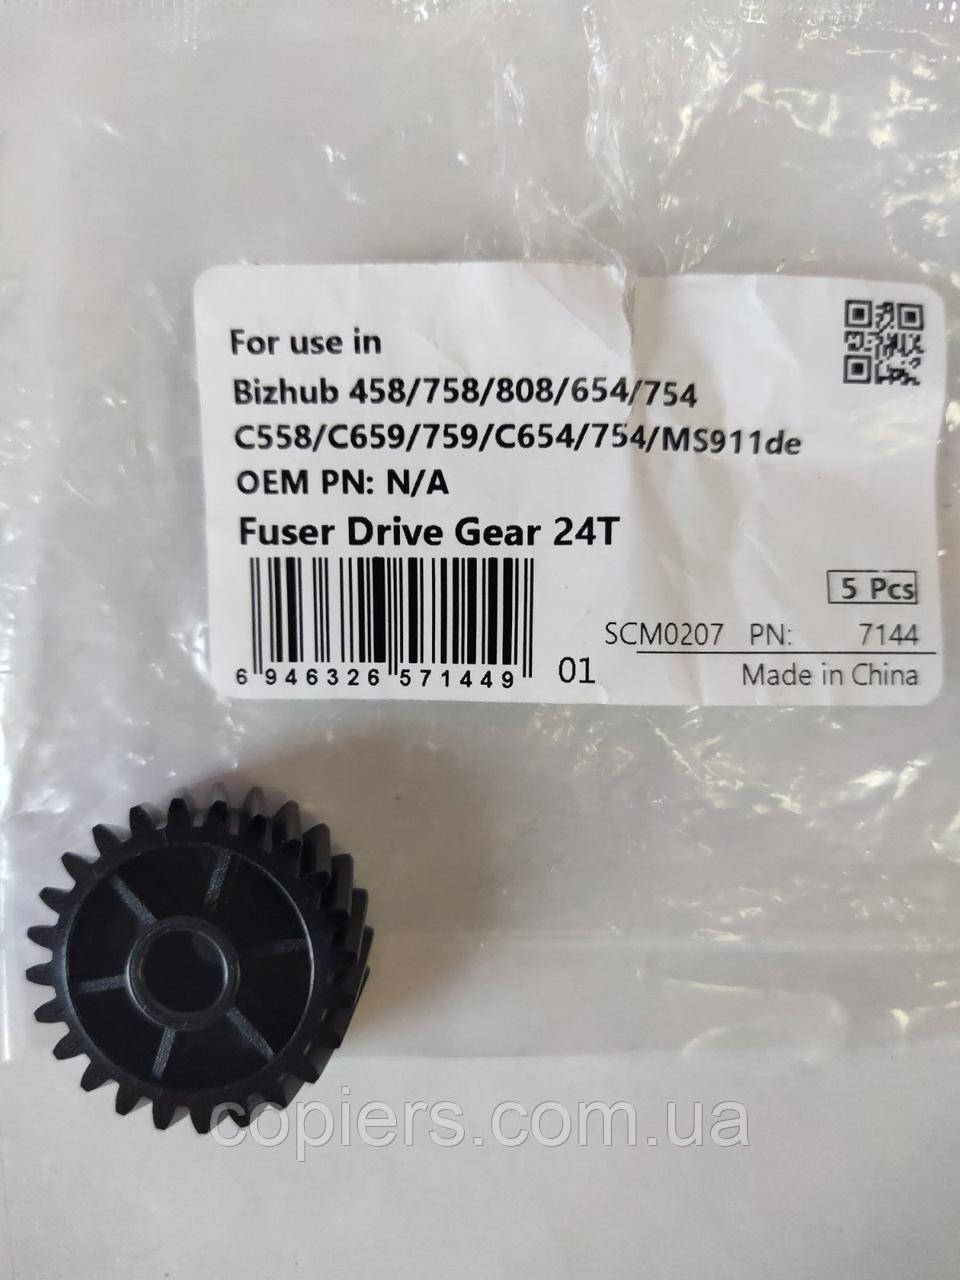 For use in
Bizhub 458/758/808/654/754
C558/C659/759/C654/754/MS911de
OEM PN: N/A
Fuser Drive Gear 24T
5 Pcs
SCM0207 PN: 7144
6 946326 571449 01
Made in China
copiers.com.ua